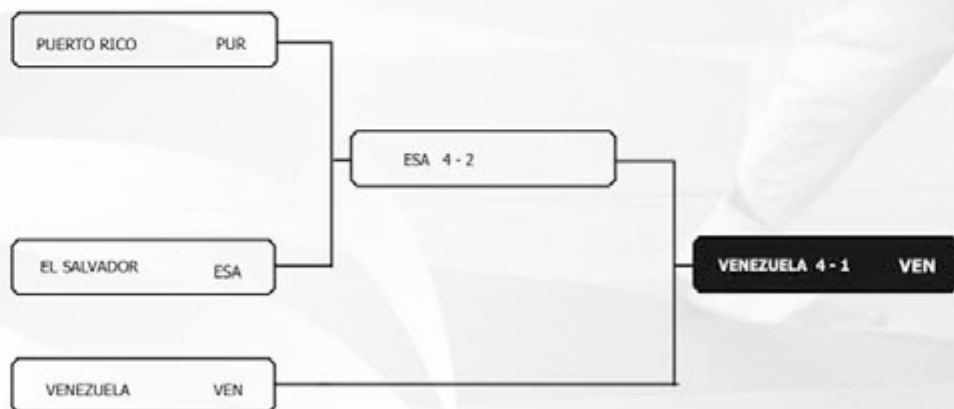 PUERTO RICO PUR
ESA 4 - 2
EL SALVADOR ESA
VENEZUELA 4 - 1 VEN
VENEZUELA VEN